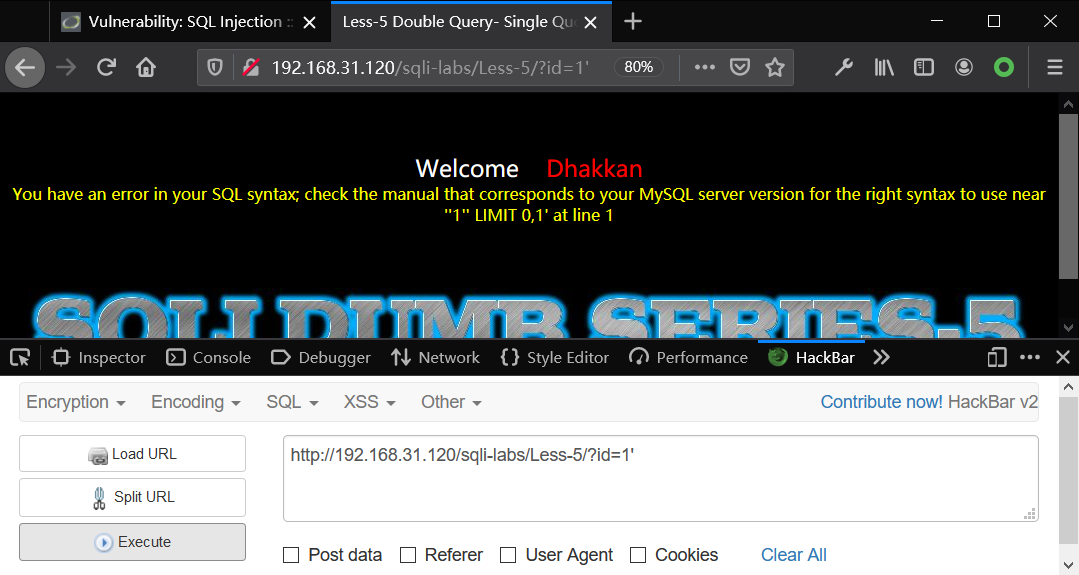 Vulnerability: SQL Injection ::
Less-5 Double Query- Single Qu
192.168.31.120/sqli-labs/Less-5/?id=1'
80%
Welcome Dhakkan
You have an error in your SQL syntax; check the manual that corresponds to your MySQL server version for the right syntax to use near
''1'' LIMIT 0,1' at line 1
SQLI DUMB SERIES-5
Inspector Console Debugger Network Style Editor Performance HackBar
Encryption Encoding SQL XSS Other Contribute now! HackBar v2
Load URL
http://192.168.31.120/sqli-labs/Less-5/?id=1'
Split URL
Execute
Post data Referer User Agent Cookies Clear All